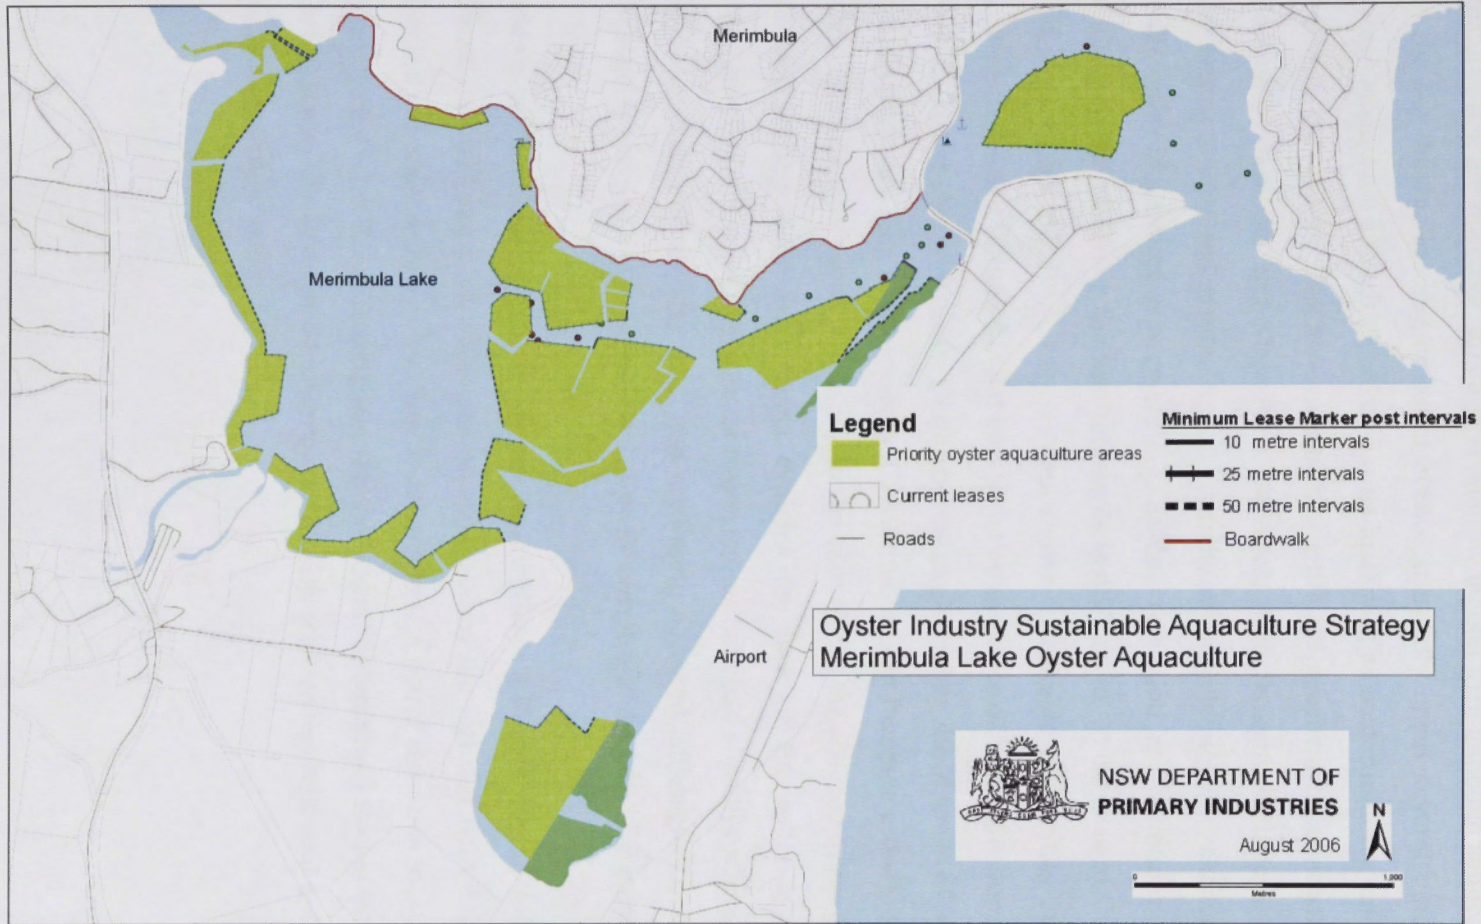 Merimbula
Merimbula Lake
Legend
Priority oyster aquaculture areas
Current leases
Roads
Minimum Lease Marker post intervals
10 metre intervals
25 metre intervals
50 metre intervals
Boardwalk
Oyster Industry Sustainable Aquaculture Strategy
Merimbula Lake Oyster Aquaculture
Airport
NSW DEPARTMENT OF
PRIMARY INDUSTRIES
August 2006
N
0 1,200
Metres